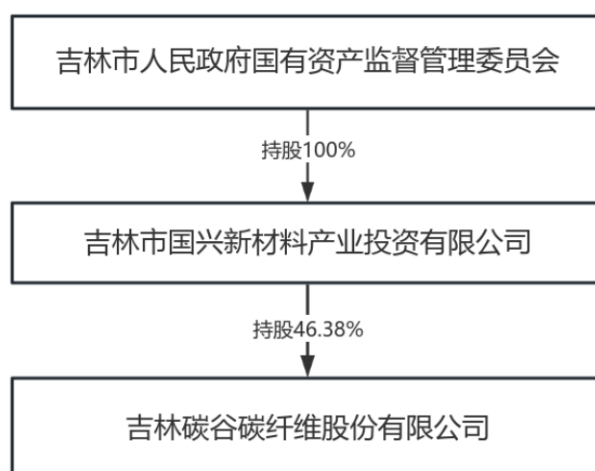 吉林市人民政府国有资产监督管理委员会
持股100%
吉林市国兴新材料产业投资有限公司
持股46.38%
吉林碳谷碳纤维股份有限公司